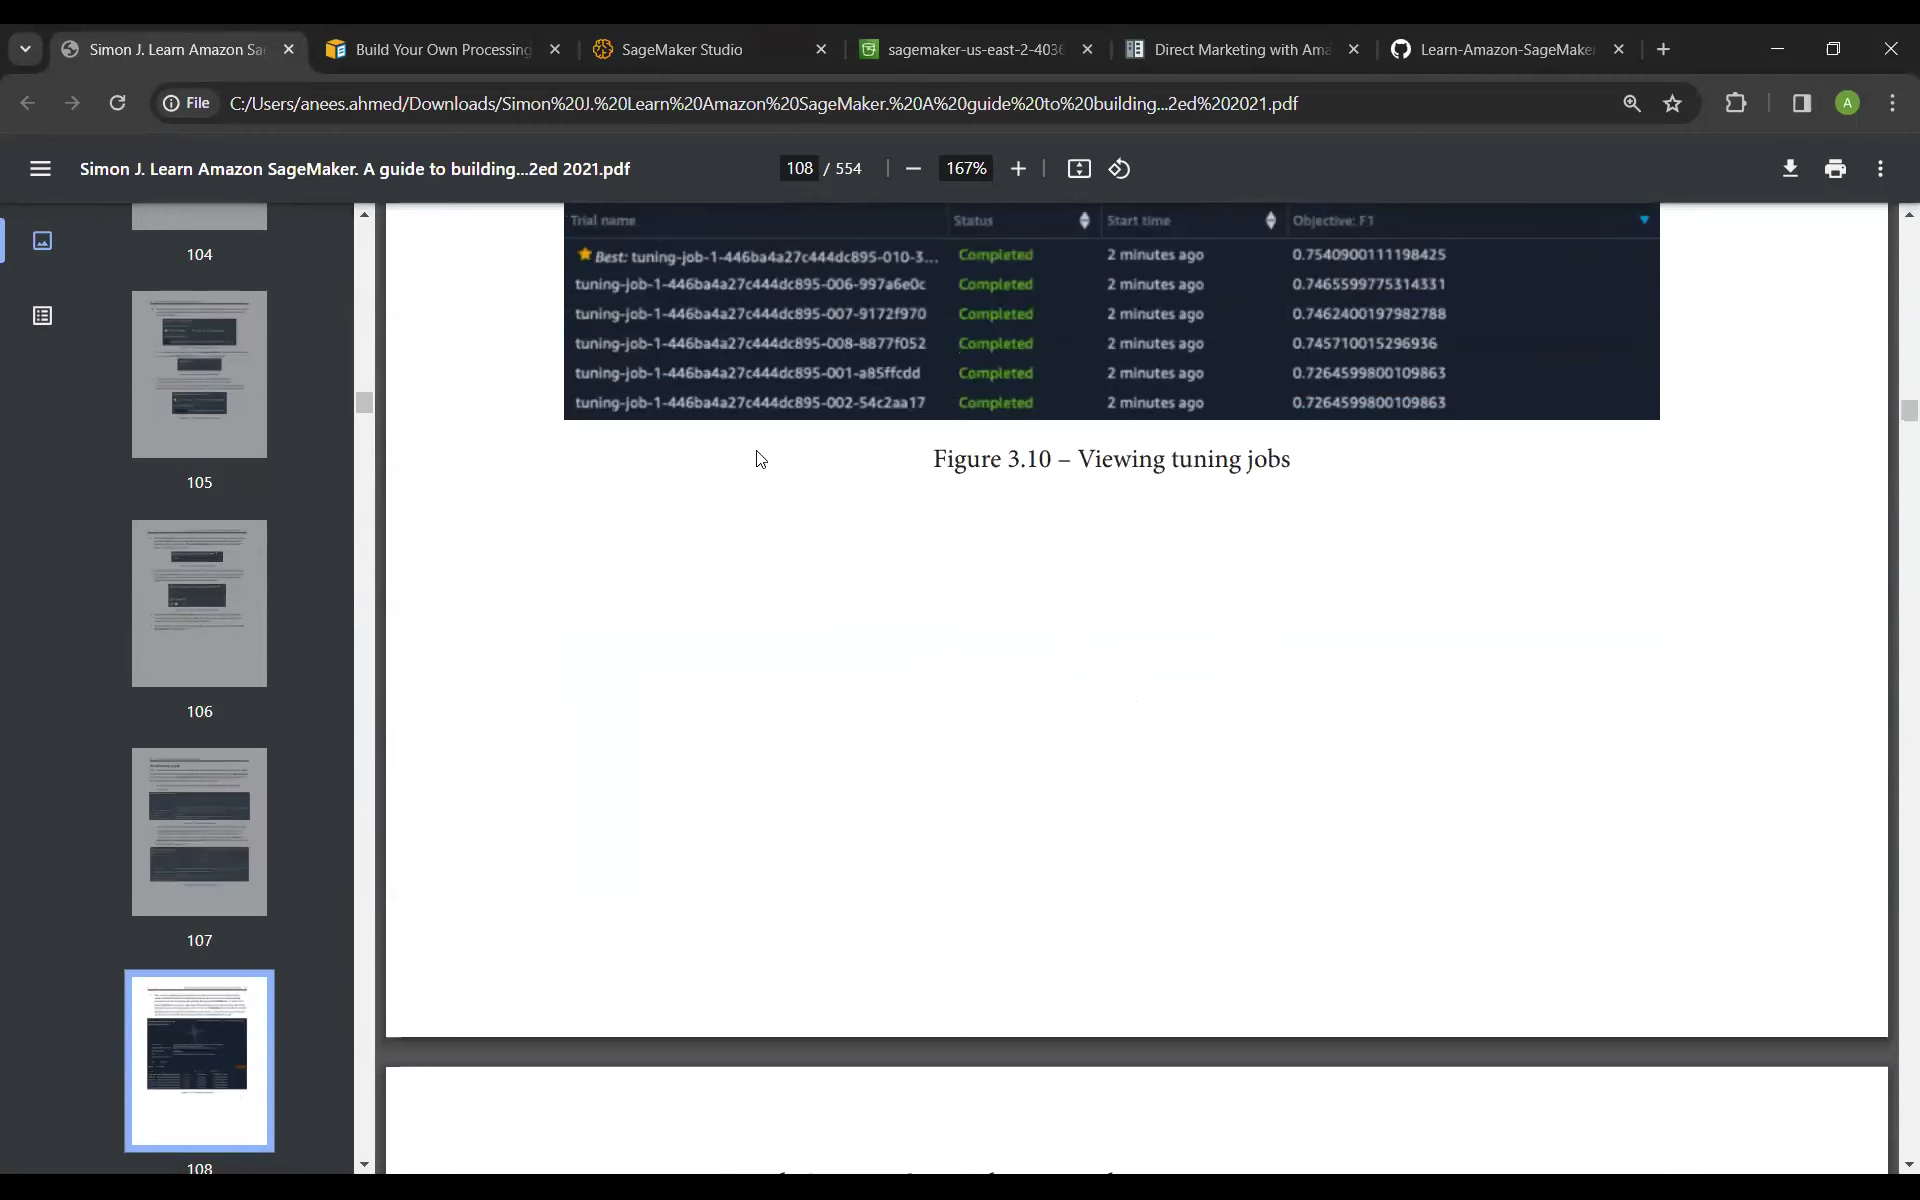 Simon J. Learn Amazon Sa
Build Your Own Processing
SageMaker Studio
sagemaker-us-east-2-4036
Direct Marketing with Ama
Learn-Amazon-SageMaker
File
C:/Users/anees.ahmed/Downloads/Simon%20J.%20Learn%20Amazon%20SageMaker.%20A%20guide%20to%20building...2ed%202021.pdf
A
Simon J. Learn Amazon SageMaker. A guide to building...2ed 2021.pdf
108 / 554
167%
104
105
106
107
108
Trial name Status Start time Objective: F1
Best: tuning-job-1-446ba4a27c444dc895-010-3... Completed 2 minutes ago 0.7540900111198425
tuning-job-1-446ba4a27c444dc895-006-997a6e0c Completed 2 minutes ago 0.7465599775314331
tuning-job-1-446ba4a27c444dc895-007-9172f970 Completed 2 minutes ago 0.7462400197982788
tuning-job-1-446ba4a27c444dc895-008-8877f052 Completed 2 minutes ago 0.745710015296936
tuning-job-1-446ba4a27c444dc895-001-a85ffcdd Completed 2 minutes ago 0.7264599800109863
tuning-job-1-446ba4a27c444dc895-002-54c2aa17 Completed 2 minutes ago 0.7264599800109863
Figure 3.10 – Viewing tuning jobs